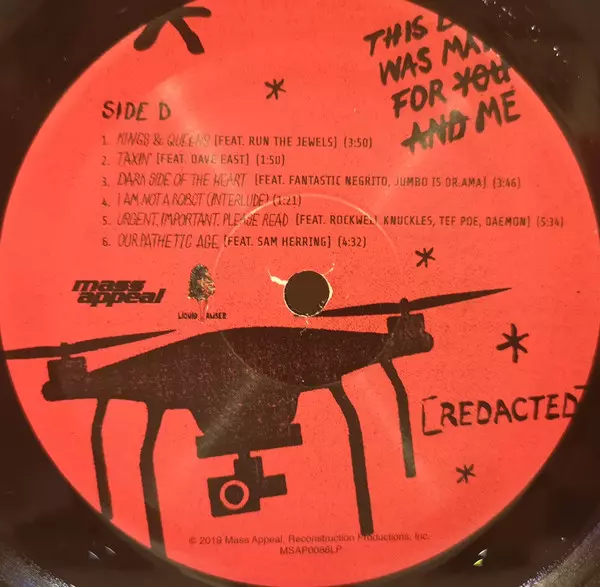 THIS
WAS MA
FOR YOU
AND ME
SIDE D
1. KINGS & QUEENS [FEAT. RUN THE JEWELS] (3:50)
2. TAXIN' [FEAT. DAVE EAST] (1:50)
3. DARK SIDE OF THE HEART [FEAT. FANTASTIC NEGRITO, JUMBO IS DR.AMA] (3:46)
4. I AM NOT A ROBOT (INTERLUDE) (1:21)
5. URGENT, IMPORTANT, PLEASE READ [FEAT. ROCKWELL KNUCKLES, TEF POE, DAEMON] (5:34)
6. OUR PATHETIC AGE [FEAT. SAM HERRING] (4:32)
mass
appeal
LIQUID AMBER
[REDACTED]
© 2019 Mass Appeal, Reconstruction Productions, Inc.
MSAP0086LP